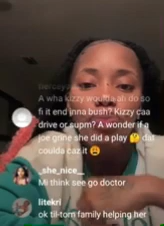 A wha kizzy woulda ati do so
fi it end inna bush? Kizzy caa
drive or supm? A wonder if a
joe grine she did a play 🤔 dat
coulda caz it 😩
_she_nice_
Mi think see go doctor
litekri
ok til-tom family helping her